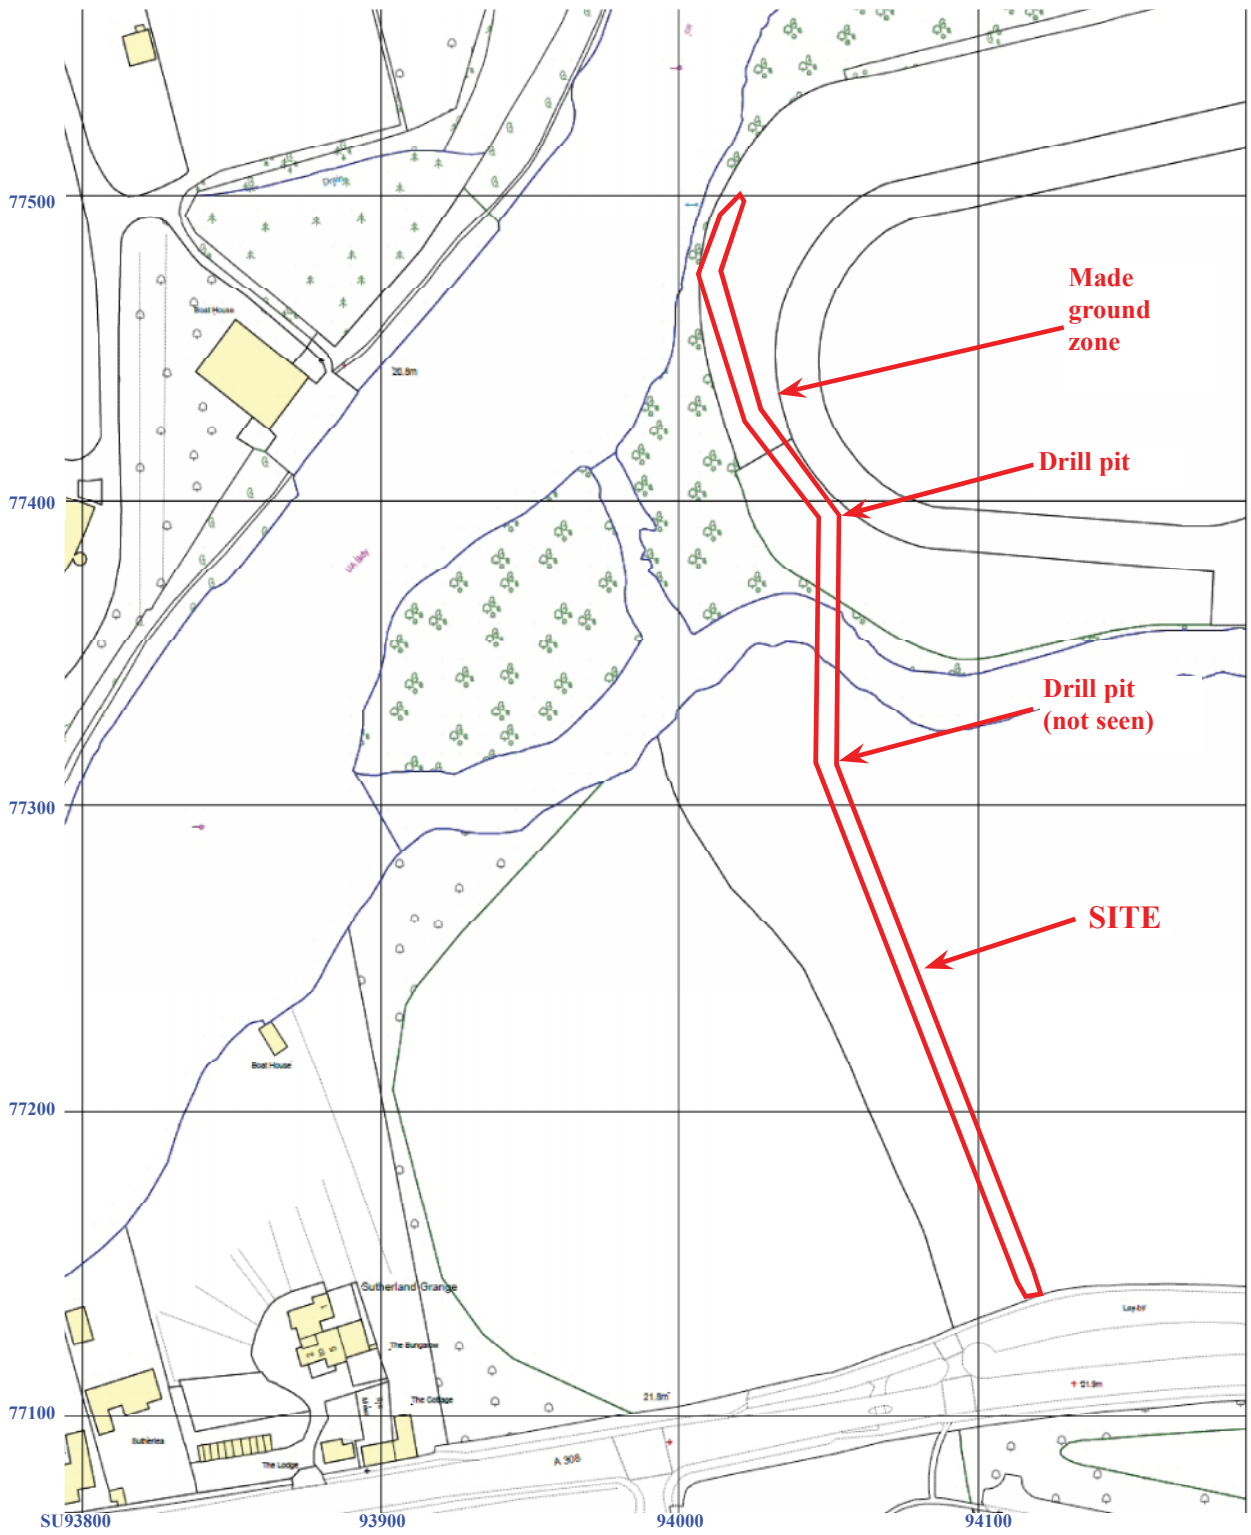 Drain
77500
Made
ground
zone
Boat House
20.8m
Drill pit
77400
Drill pit
(not seen)
77300
SITE
Boat House
77200
Sutherland Grange
Lay-by
The Bungalow
21.9m
The Cottage
21.8m
77100
Sutherlea
The Lodge
A 308
SU93800
93900
94000
94100